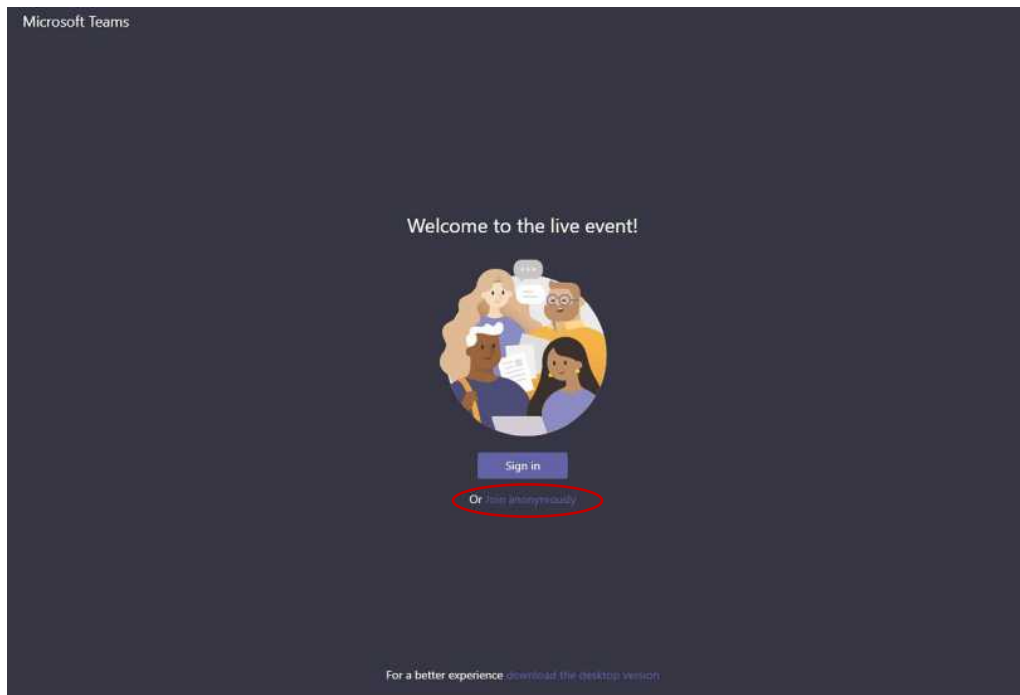 Microsoft Teams
Welcome to the live event!
Sign in
Or Join anonymously
For a better experience download the desktop version